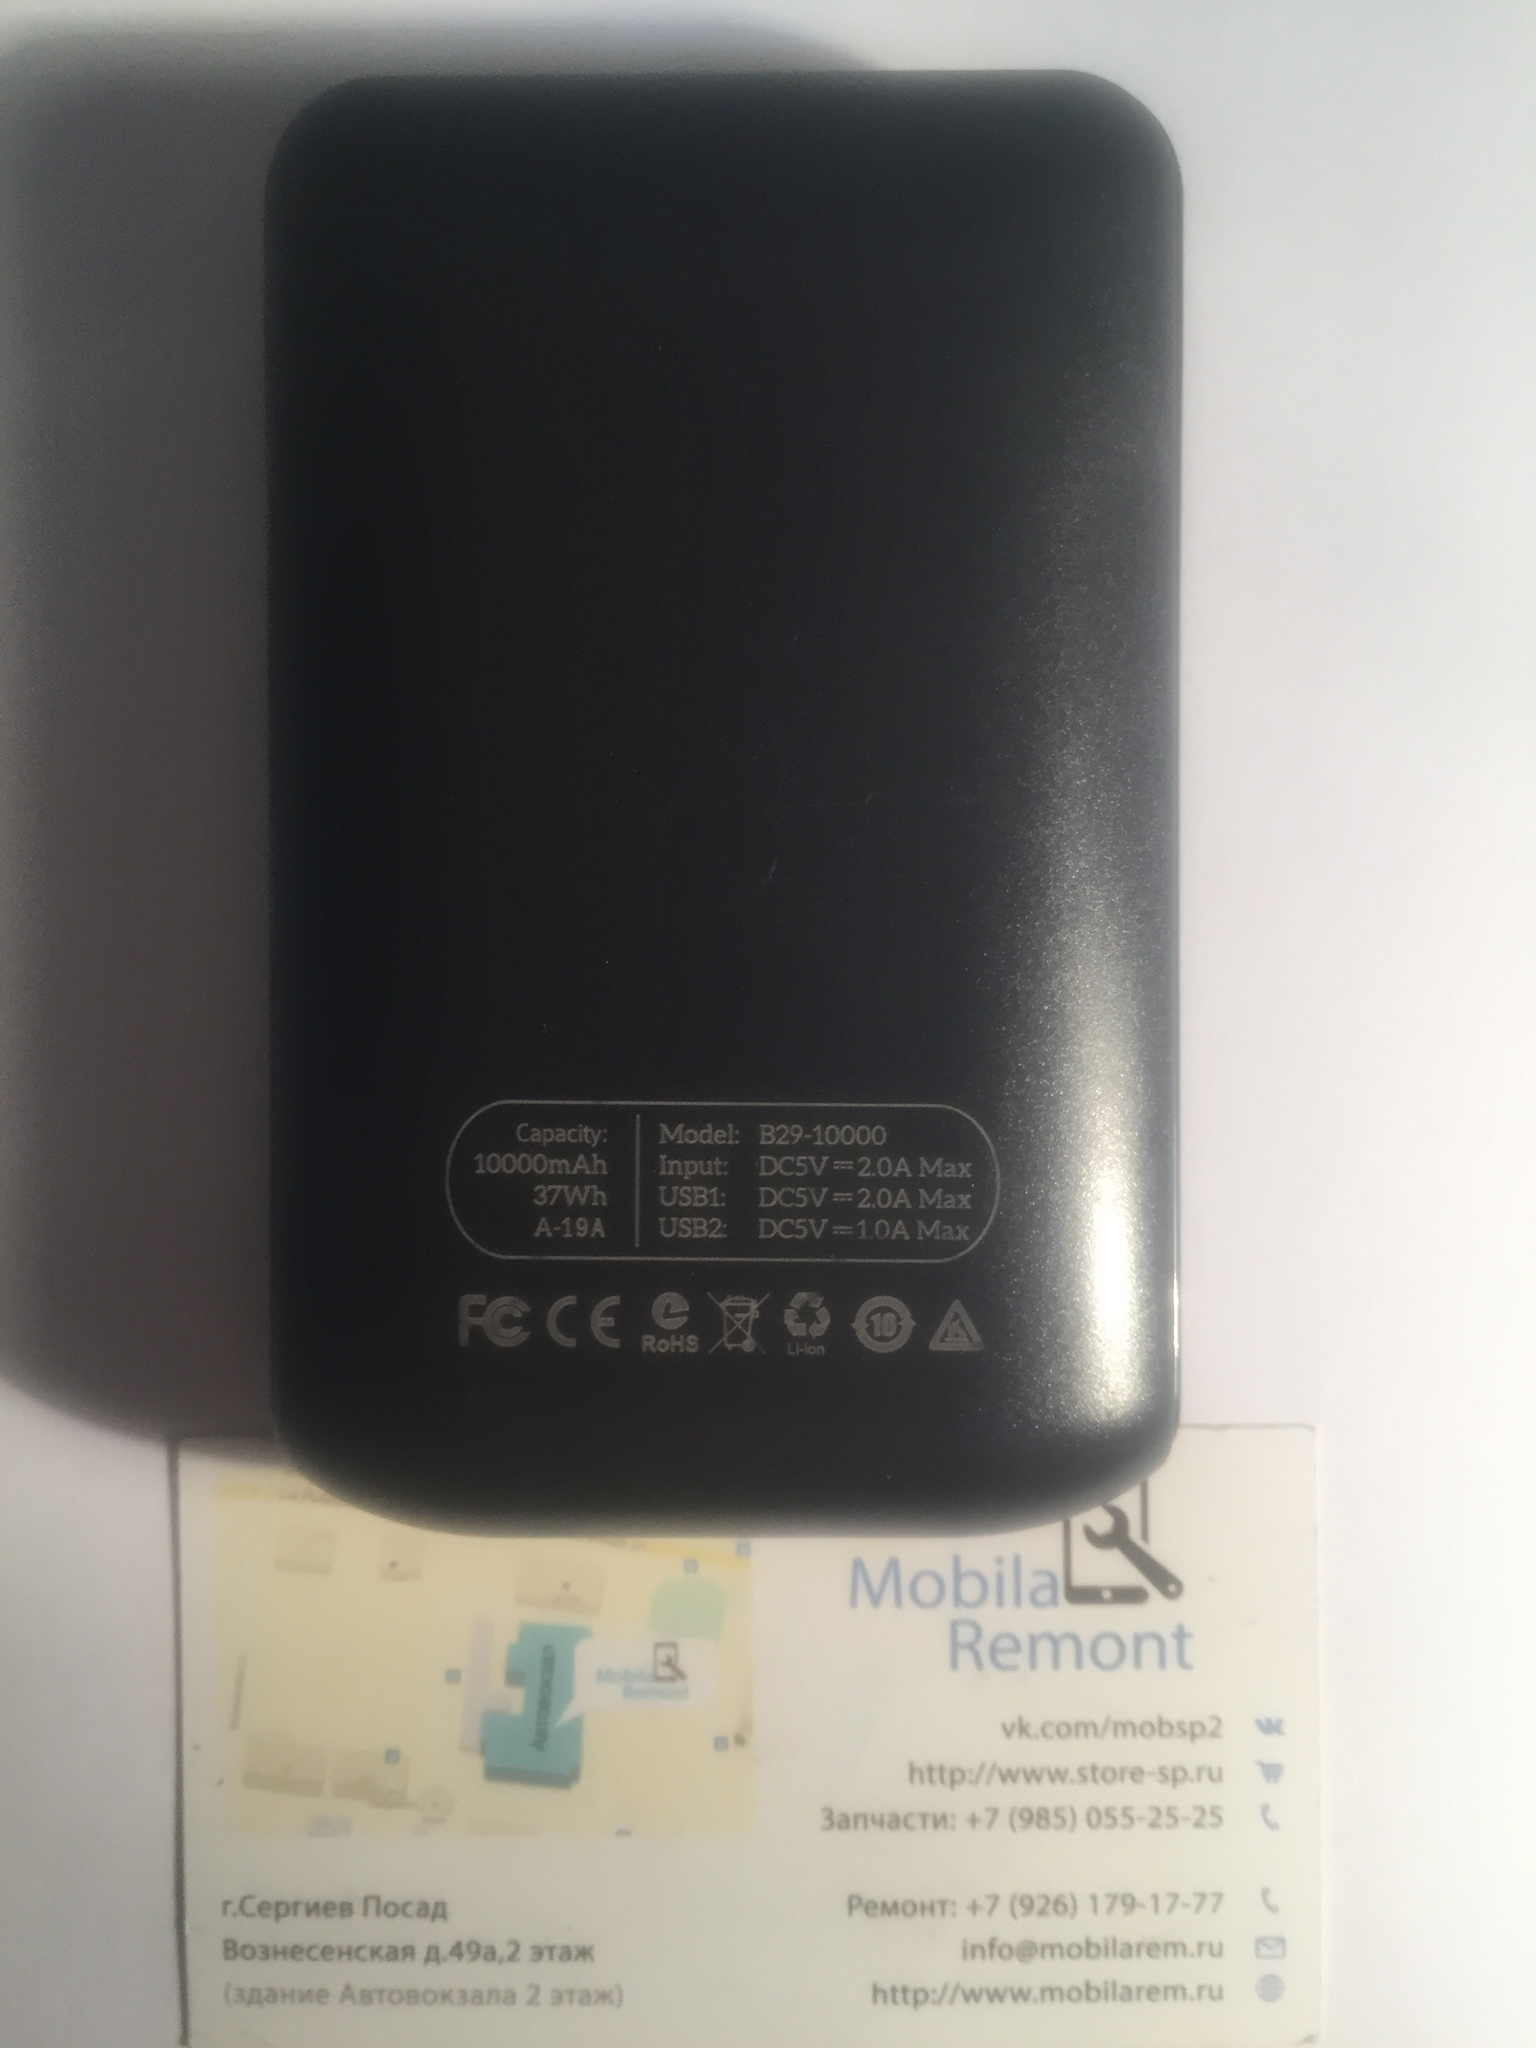 Capacity:
10000mAh
37Wh
A-19A
Model: B29-10000
Input: DC5V⎓2.0A Max
USB1: DC5V⎓2.0A Max
USB2: DC5V⎓1.0A Max
FC CE RoHS Li-ion 10
Автовокзал
Mobila
Remont
Mobila
Remont
vk.com/mobsp2
http://www.store-sp.ru
Запчасти: +7 (985) 055-25-25
г.Сергиев Посад
Вознесенская д.49а,2 этаж
(здание Автовокзала 2 этаж)
Ремонт: +7 (926) 179-17-77
info@mobilarem.ru
http://www.mobilarem.ru